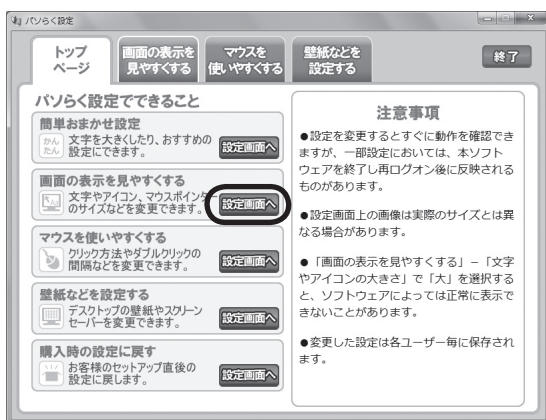 パソらく設定
トップ
ページ
画面の表示を
見やすくする
マウスを
使いやすくする
壁紙などを
設定する
終了
パソらく設定でできること
簡単おまかせ設定
かん
たん
文字を大きくしたり、おすすめの
設定にできます。
設定画面へ
画面の表示を見やすくする
文字やアイコン、マウスポインター
のサイズなどを変更できます。
設定画面へ
マウスを使いやすくする
クリック方法やダブルクリックの
間隔などを変更できます。
設定画面へ
壁紙などを設定する
デスクトップの壁紙やスクリーン
セーバーを変更できます。
設定画面へ
購入時の設定に戻す
お客様のセットアップ直後の
設定に戻します。
設定画面へ
注意事項
●設定を変更するとすぐに動作を確認でき
ますが、一部設定においては、本ソフト
ウェアを終了し再ログオン後に反映される
ものがあります。
●設定画面上の画像は実際のサイズとは異
なる場合があります。
●「画面の表示を見やすくする」－「文字
やアイコンの大きさ」で「大」を選択する
と、ソフトウェアによっては正常に表示で
きないことがあります。
●変更した設定は各ユーザー毎に保存され
ます。